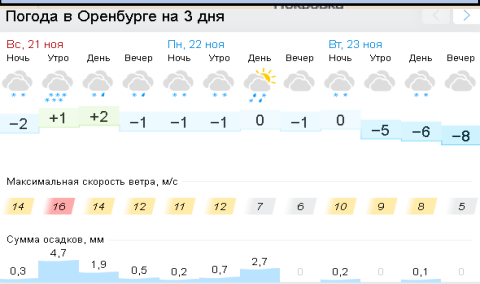 Покровка
Погода в Оренбурге на 3 дня
Вс, 21 ноя Пн, 22 ноя Вт, 23 ноя
Ночь Утро День Вечер Ночь Утро День Вечер Ночь Утро День Вечер
−2 +1 +2 −1 −1 −1 0 −1 0 −5 −6 −8
Максимальная скорость ветра, м/с
14 16 14 12 11 12 7 6 10 9 8 5
Сумма осадков, мм
0,3 4,7 1,9 0,5 0,2 0,7 2,7 0 0,2 0 0,1 0